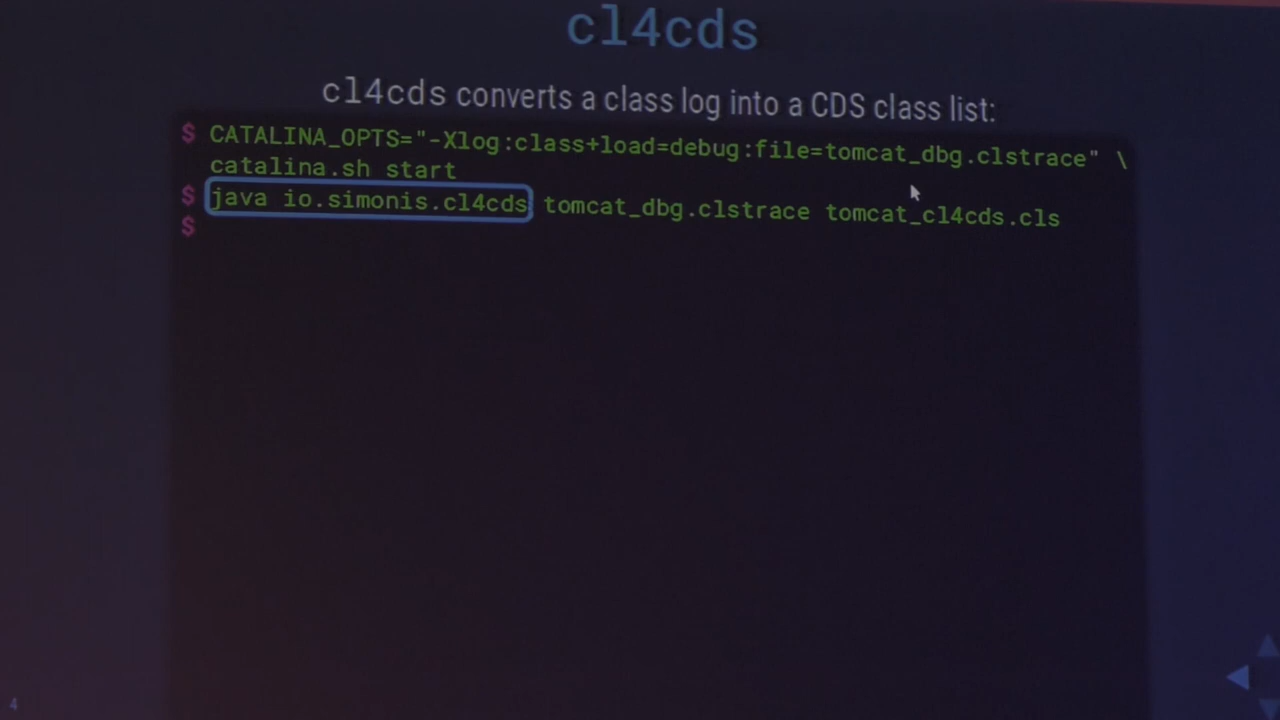 cl4cds
cl4cds converts a class log into a CDS class list:
$ CATALINA_OPTS="-Xlog:class+load=debug:file=tomcat_dbg.clstrace" \
catalina.sh start
$ java io.simonis.cl4cds tomcat_dbg.clstrace tomcat_cl4cds.cls
$
4